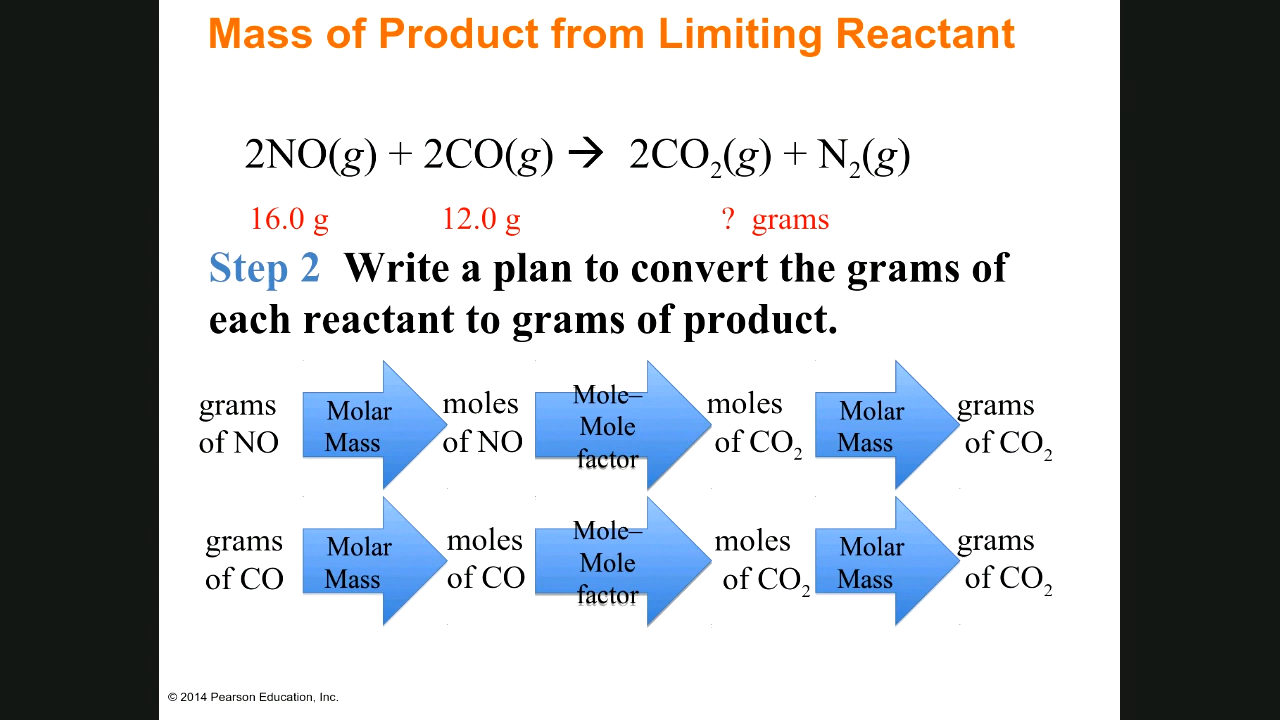 Mass of Product from Limiting Reactant
2NO(g) + 2CO(g) → 2CO₂(g) + N₂(g)
16.0 g 12.0 g ? grams
Step 2 Write a plan to convert the grams of
each reactant to grams of product.
grams of NO
Molar Mass
moles of NO
Mole–Mole factor
moles of CO₂
Molar Mass
grams of CO₂
grams of CO
Molar Mass
moles of CO
Mole–Mole factor
moles of CO₂
Molar Mass
grams of CO₂
© 2014 Pearson Education, Inc.